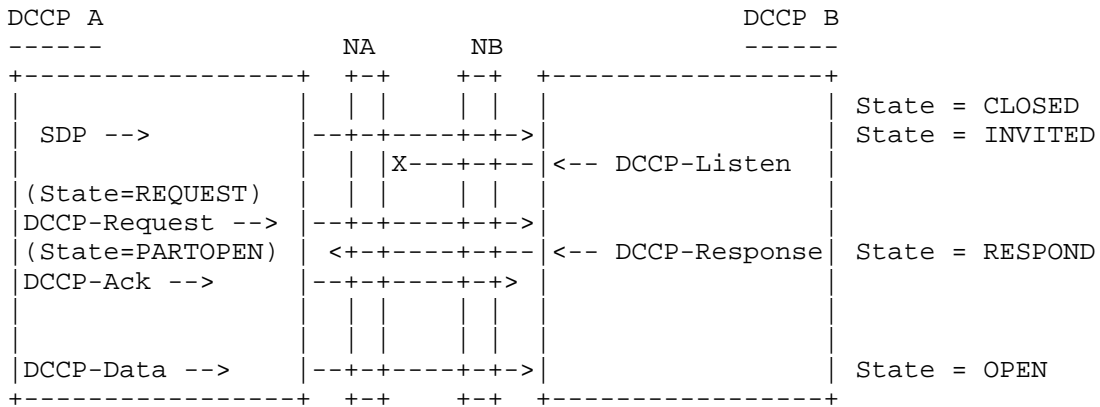 DCCP A                                               DCCP B
------                    NA        NB               ------
+-----------------+  +-+     +-+  +-----------------+
|                 |  | |     | |  |                 | State = CLOSED
| SDP -->         |--+-+----+-+->|                 | State = INVITED
|                 |  | |X---+-+--|<-- DCCP-Listen  |
|(State=REQUEST)  |  | |    | |  |                 |
|DCCP-Request --> |--+-+----+-+->|                 |
|(State=PARTOPEN) | <+-+----+-+--|<-- DCCP-Response| State = RESPOND
|DCCP-Ack -->     |--+-+----+-+> |                 |
|                 |  | |    | |  |                 |
|                 |  | |    | |  |                 |
|DCCP-Data -->    |--+-+----+-+->|                 | State = OPEN
+-----------------+  +-+    +-+  +-----------------+